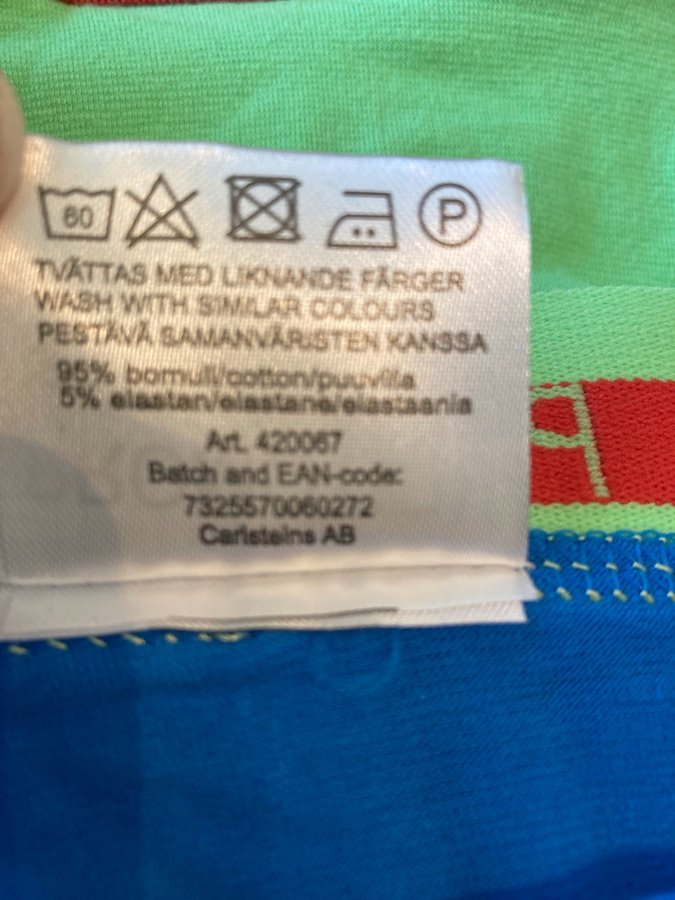 60
P
TVÄTTAS MED LIKNANDE FÄRGER
WASH WITH SIMILAR COLOURS
PESTÄVÄ SAMANVÄRISTEN KANSSA
95% bomull/cotton/puuvilla
5% elastan/elastane/elastaania
Art. 420067
Batch and EAN-code:
7325570060272
Carlsteins AB